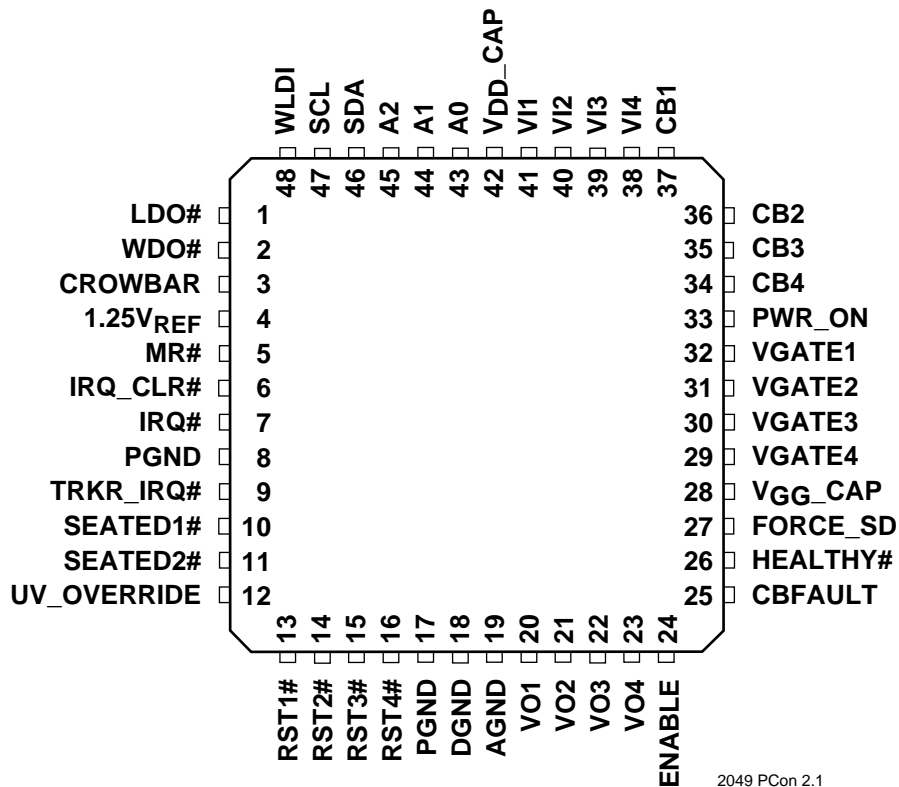 WLDI
SCL
SDA
A2
A1
A0
VDD_CAP
VI1
VI2
VI3
VI4
CB1
48
47
46
45
44
43
42
41
40
39
38
37
LDO# 1
WDO# 2
CROWBAR 3
1.25VREF 4
MR# 5
IRQ_CLR# 6
IRQ# 7
PGND 8
TRKR_IRQ# 9
SEATED1# 10
SEATED2# 11
UV_OVERRIDE 12
36 CB2
35 CB3
34 CB4
33 PWR_ON
32 VGATE1
31 VGATE2
30 VGATE3
29 VGATE4
28 VGG_CAP
27 FORCE_SD
26 HEALTHY#
25 CBFAULT
13
14
15
16
17
18
19
20
21
22
23
24
RST1#
RST2#
RST3#
RST4#
PGND
DGND
AGND
VO1
VO2
VO3
VO4
ENABLE
2049 PCon 2.1